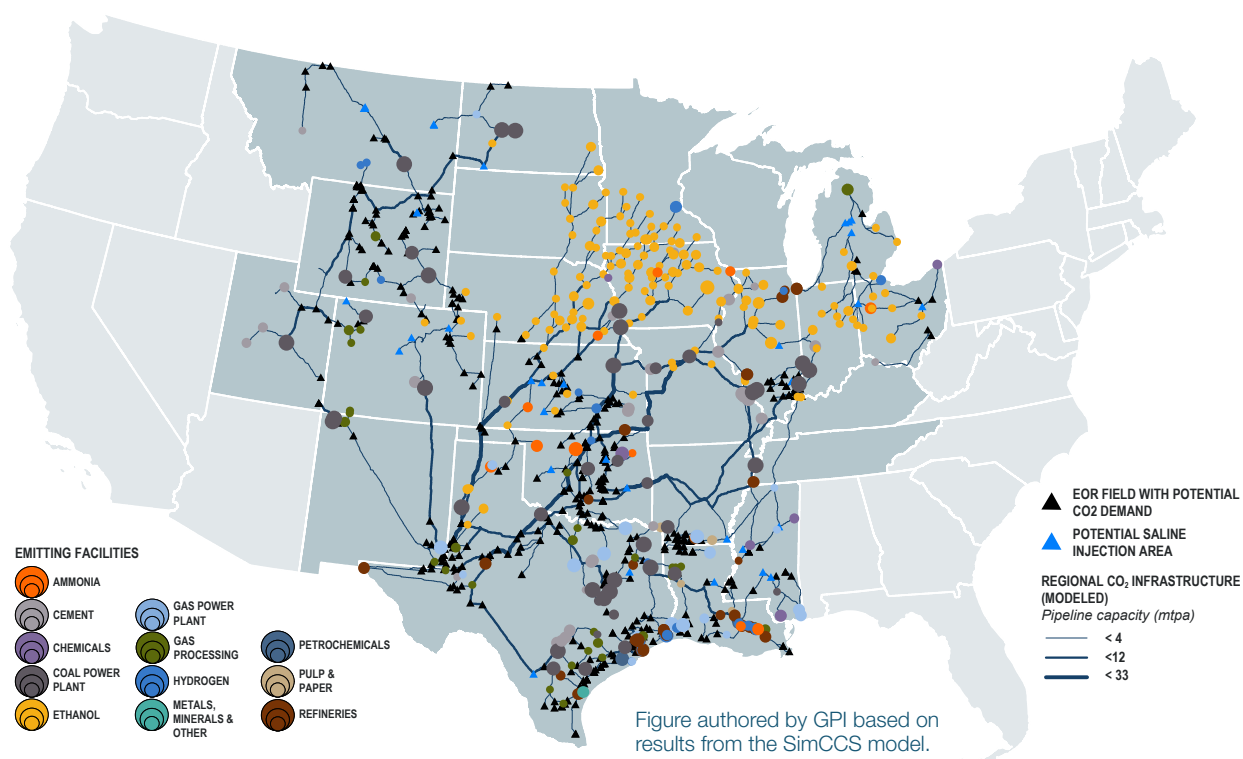 EMITTING FACILITIES
AMMONIA
CEMENT
CHEMICALS
COAL POWER
PLANT
ETHANOL
GAS POWER
PLANT
GAS
PROCESSING
HYDROGEN
METALS,
MINERALS &
OTHER
PETROCHEMICALS
PULP &
PAPER
REFINERIES
EOR FIELD WITH POTENTIAL
CO2 DEMAND
POTENTIAL SALINE
INJECTION AREA
REGIONAL CO₂ INFRASTRUCTURE
(MODELED)
Pipeline capacity (mtpa)
< 4
<12
< 33
Figure authored by GPI based on
results from the SimCCS model.